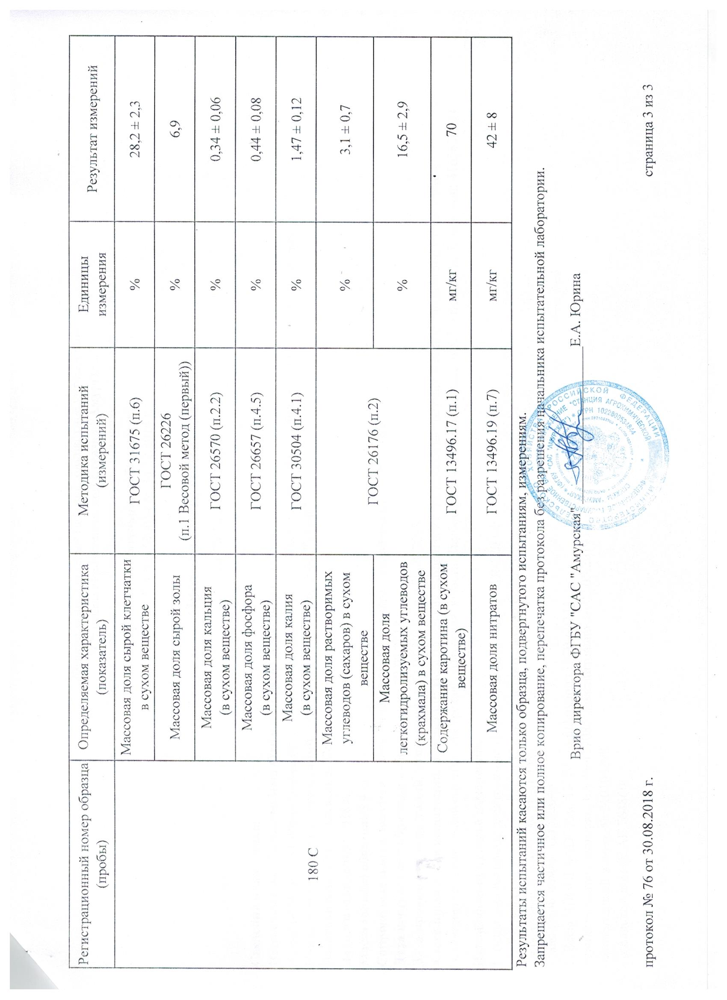 Регистрационный номер образца
(пробы)
Определяемая характеристика
(показатель)
Методика испытаний
(измерений)
Единицы
измерения
Результат измерений
180 С
Массовая доля сырой клетчатки
в сухом веществе
ГОСТ 31675 (п.6)
%
28,2 ± 2,3
Массовая доля сырой золы
ГОСТ 26226
(п.1 Весовой метод (первый))
%
6,9
Массовая доля кальция
(в сухом веществе)
ГОСТ 26570 (п.2.2)
%
0,34 ± 0,06
Массовая доля фосфора
(в сухом веществе)
ГОСТ 26657 (п.4.5)
%
0,44 ± 0,08
Массовая доля калия
(в сухом веществе)
ГОСТ 30504 (п.4.1)
%
1,47 ± 0,12
Массовая доля растворимых
углеводов (сахаров) в сухом
веществе
ГОСТ 26176 (п.2)
%
3,1 ± 0,7
Массовая доля
легкогидролизуемых углеводов
(крахмала) в сухом веществе
%
16,5 ± 2,9
Содержание каротина (в сухом
веществе)
ГОСТ 13496.17 (п.1)
мг/кг
70
Массовая доля нитратов
ГОСТ 13496.19 (п.7)
мг/кг
42 ± 8
Результаты испытаний касаются только образца, подвергнутого испытаниям, измерениям.
Запрещается частичное или полное копирование, перепечатка протокола без разрешения начальника испытательной лаборатории.
Врио директора ФГБУ "САС "Амурская" Е.А. Юрина
РОССИЙСКОЙ ФЕДЕРАЦИИ
"СТАНЦИЯ АГРОХИМИЧЕСКОЙ
ОГРН 1022800534844
протокол № 76 от 30.08.2018 г.
страница 3 из 3